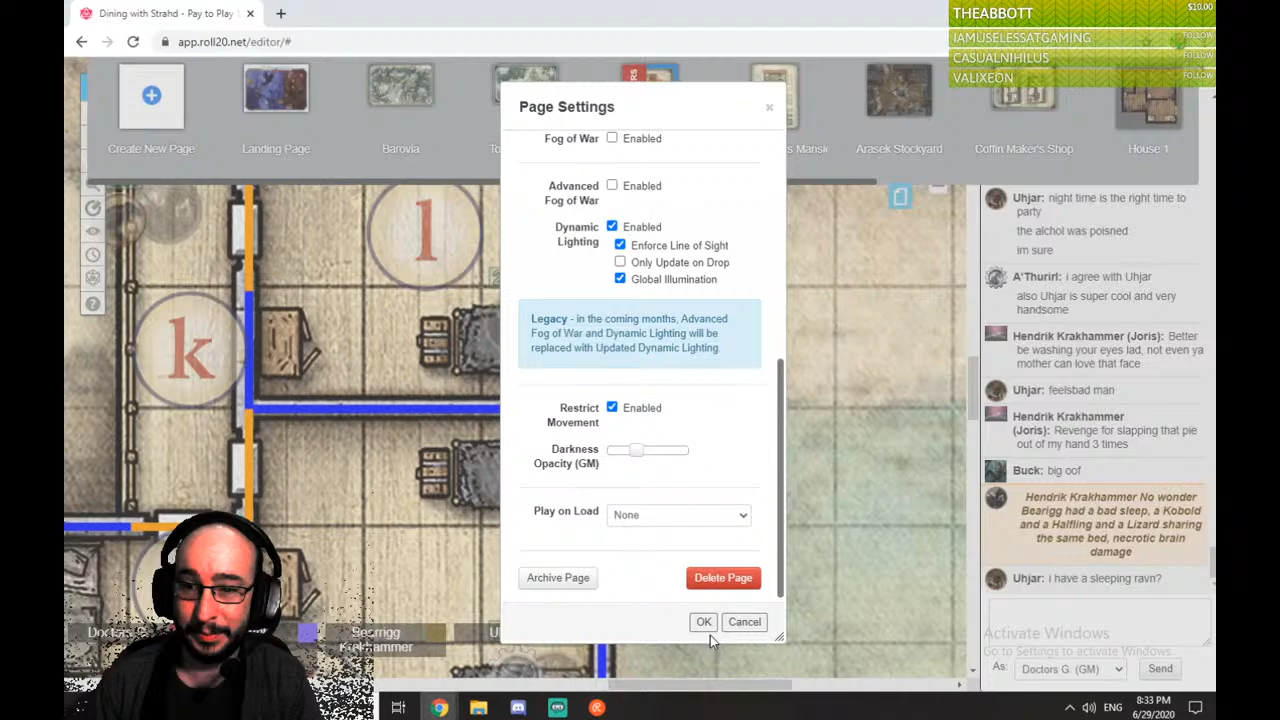 Dining with Strahd - Pay to Play
THEABBOTT
$10.00
IAMUSELESSATGAMING
FOLLOW
CASUALNIHILUS
FOLLOW
VALIXEON
FOLLOW
app.roll20.net/editor/#
Create New Page
Landing Page
Barovia
To
s Mansi
Arasek Stockyard
Coffin Maker's Shop
House 1
Page Settings
Fog of War
Enabled
Advanced
Fog of War
Enabled
Dynamic
Lighting
Enabled
Enforce Line of Sight
Only Update on Drop
Global Illumination
Legacy - in the coming months, Advanced
Fog of War and Dynamic Lighting will be
replaced with Updated Dynamic Lighting.
Restrict
Movement
Enabled
Darkness
Opacity (GM)
Play on Load
None
Archive Page
Delete Page
OK
Cancel
l
k
Uhjar: night time is the right time to
party
the alchol was poisned
im sure
A'Thuriri: i agree with Uhjar
also Uhjar is super cool and very
handsome
Hendrik Krakhammer (Joris): Better
be washing your eyes lad, not even ya
mother can love that face
Uhjar: feelsbad man
Hendrik Krakhammer
(Joris): Revenge for slapping that pie
out of my hand 3 times
Buck: big oof
Hendrik Krakhammer No wonder
Bearigg had a bad sleep, a Kobold
and a Halfling and a Lizard sharing
the same bed, necrotic brain
damage
Uhjar: i have a sleeping ravn?
Activate Windows
Go to Settings to activate Windows.
As:
Doctors G. (GM)
Send
Doctors
Krakhammer
U
ENG
8:33 PM
6/29/2020